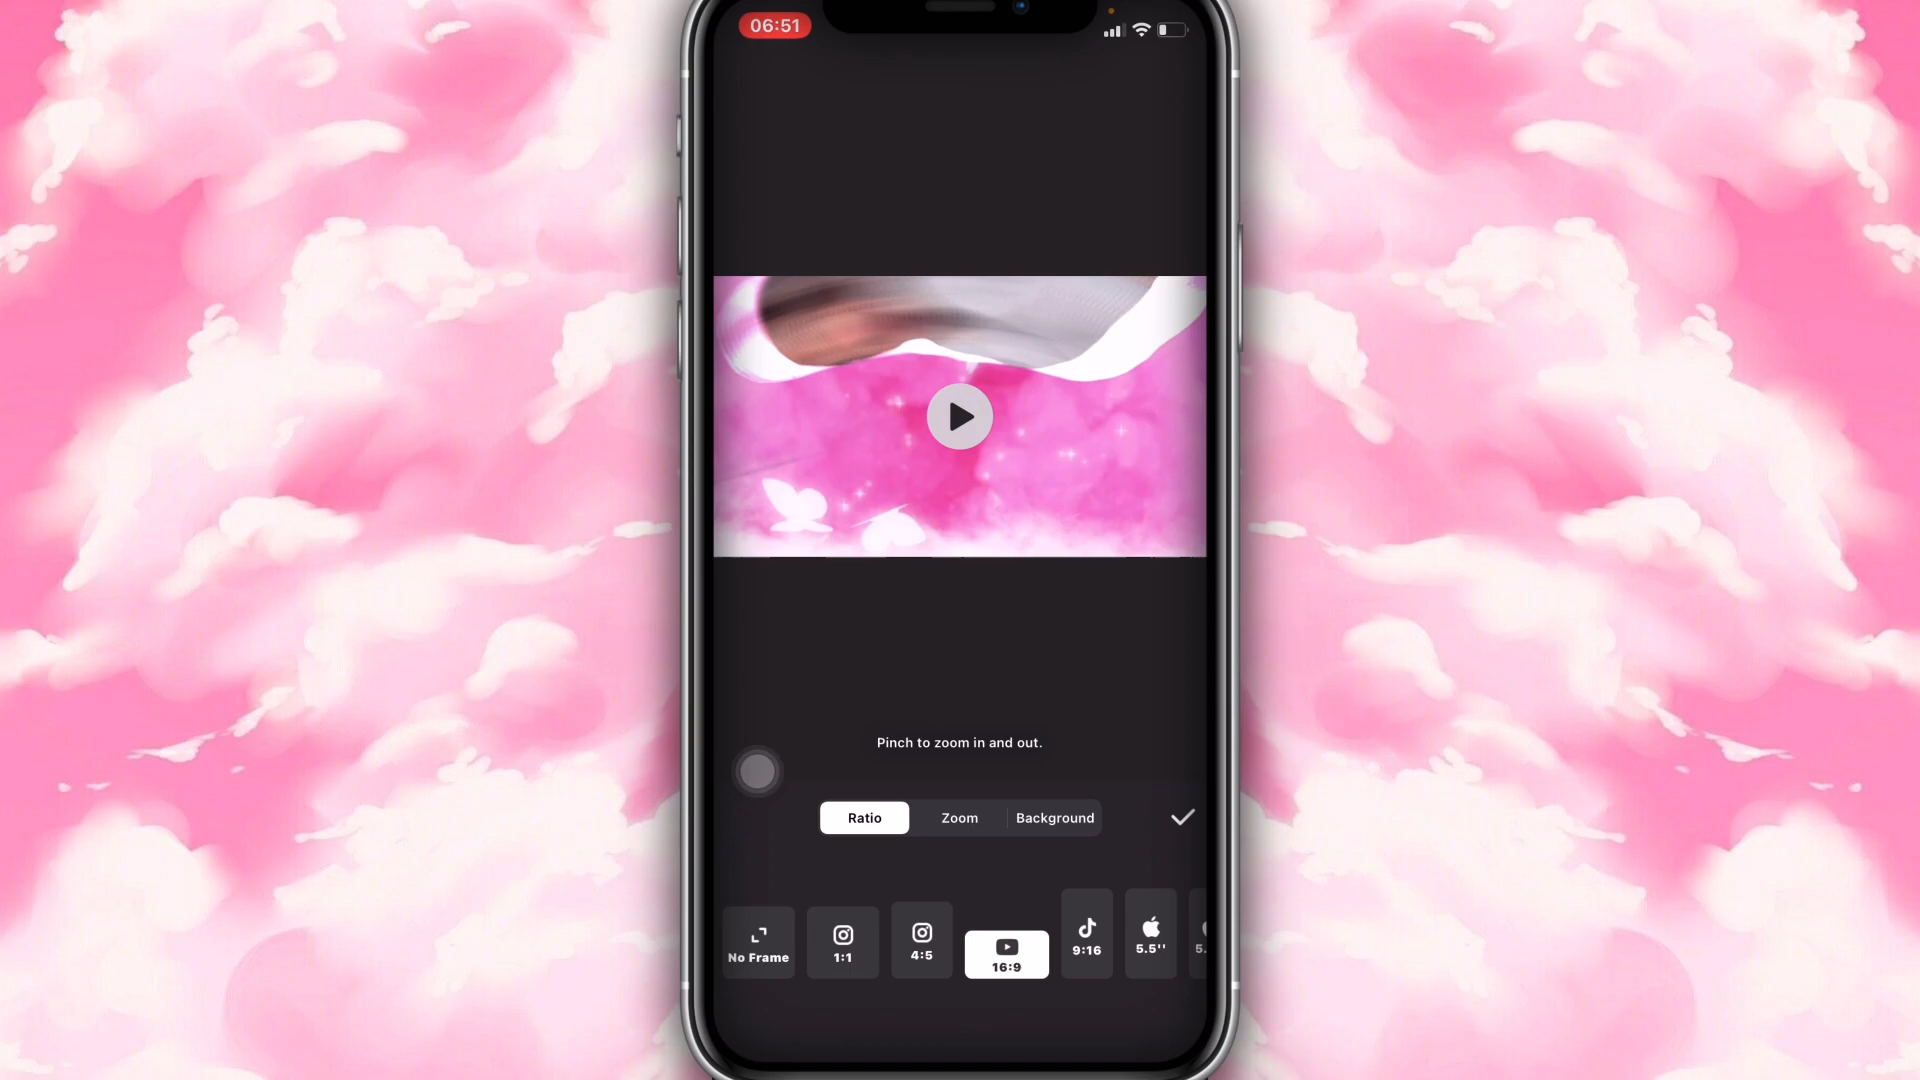 06:51
Pinch to zoom in and out.
Ratio Zoom Background
No Frame 1:1 4:5 16:9 9:16 5.5'' 5.